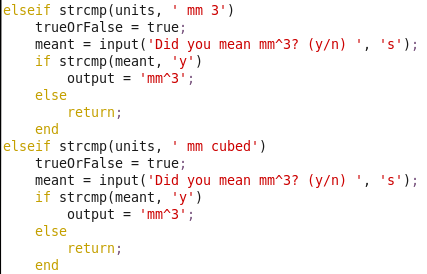 elseif strcmp(units, ' mm 3')
    trueOrFalse = true;
    meant = input('Did you mean mm^3? (y/n) ', 's');
    if strcmp(meant, 'y')
        output = 'mm^3';
    else
        return;
    end
elseif strcmp(units, ' mm cubed')
    trueOrFalse = true;
    meant = input('Did you mean mm^3? (y/n) ', 's');
    if strcmp(meant, 'y')
        output = 'mm^3';
    else
        return;
    end